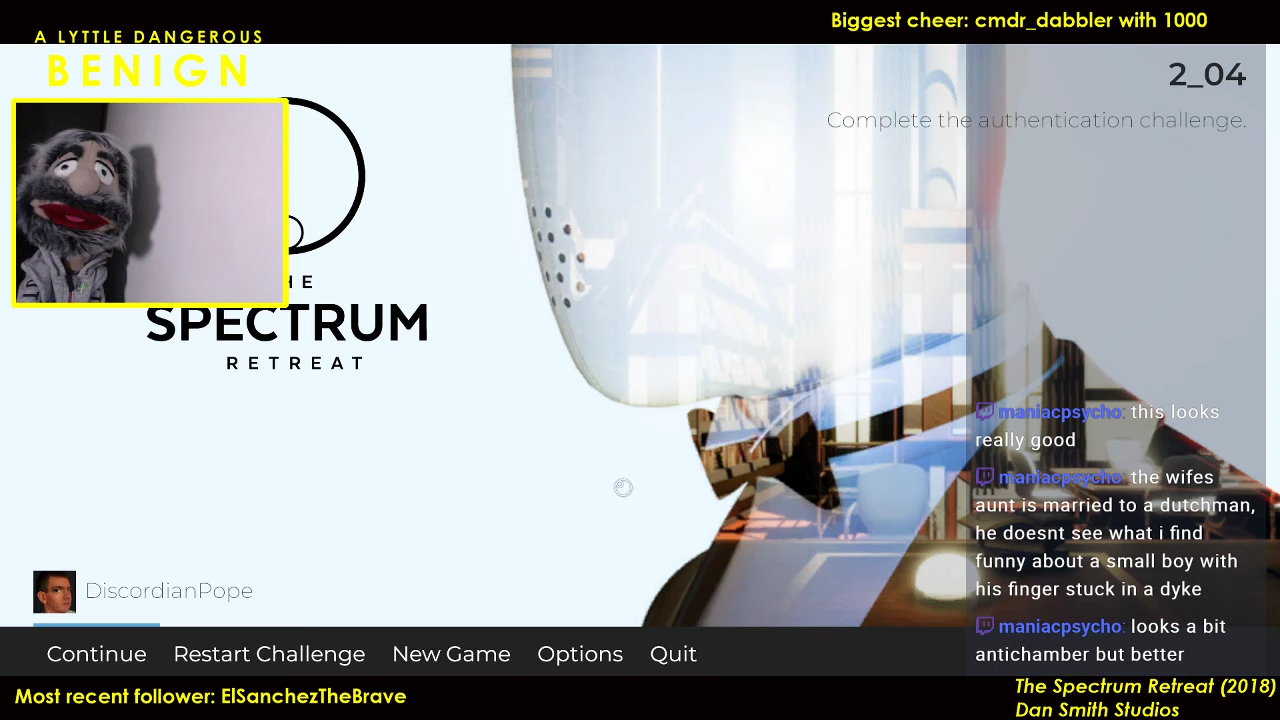 A LYTTLE DANGEROUS
BENIGN
Biggest cheer: cmdr_dabbler with 1000
2_04
Complete the authentication challenge.
HE
SPECTRUM
RETREAT
maniacpsycho: this looks
really good
maniacpsycho: the wifes
aunt is married to a dutchman,
he doesnt see what i find
funny about a small boy with
his finger stuck in a dyke
maniacpsycho: looks a bit
antichamber but better
DiscordianPope
Continue Restart Challenge New Game Options Quit
Most recent follower: ElSanchezTheBrave
The Spectrum Retreat (2018)
Dan Smith Studios